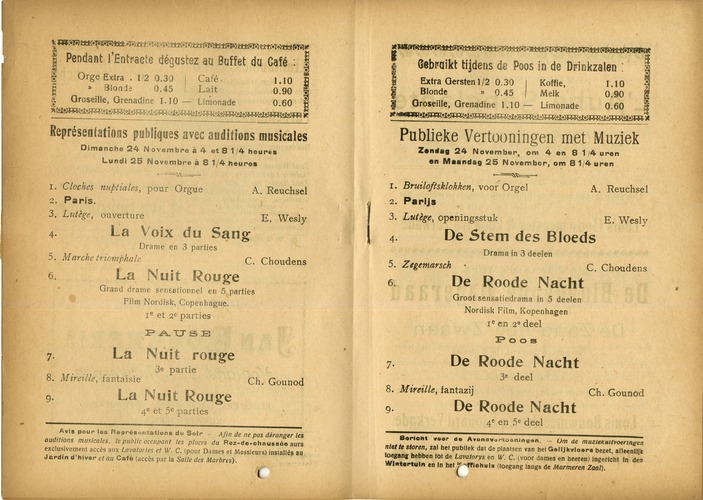 Pendant l'Entracte dégustez au Buffet du Café :
Orge Extra . 1/2 0.30 Café . 1.10
» Blonde » 0.45 Lait 0.90
Groseille, Grenadine 1.10 — Limonade 0.60
Représentations publiques avec auditions musicales
Dimanche 24 Novembre à 4 et 8 1/4 heures
Lundi 25 Novembre à 8 1/4 heures
1. Cloches nuptiales, pour Orgue A. Reuchsel
2. Paris.
3. Lutège, ouverture E. Wesly
4. La Voix du Sang
Drame en 3 parties
5. Marche triomphale C. Choudens
6. La Nuit Rouge
Grand drame sensationnel en 5 parties
Film Nordisk, Copenhague.
1e et 2e parties
PAUSE
7. La Nuit rouge
3e partie
8. Mireille, fantaisie Ch. Gounod
9. La Nuit Rouge
4e et 5e parties
Avis pour les Représentations du Soir – Afin de ne pas déranger les
auditions musicales, le public occupant les places du Rez-de-chaussée aura
exclusivement accès aux Lavatories et W. C. (pour Dames et Messieurs) installés au
Jardin d'hiver et au Café (accès par la Salle des Marbres).
Gebruikt tijdens de Poos in de Drinkzalen :
Extra Gersten 1/2 0.30 Koffie, 1.10
Blonde » 0.45 Melk 0.90
Groseille, Grenadine 1.10 — Limonade 0.60
Publieke Vertooningen met Muziek
Zondag 24 November, om 4 en 8 1/4 uren
en Maandag 25 November, om 8 1/4 uren
1. Bruiloftsklokken, voor Orgel A. Reuchsel
2. Parijs
3. Lutège, openingsstuk E. Wesly
4. De Stem des Bloeds
Drama in 3 deelen
5. Zegemarsch C. Choudens
6. De Roode Nacht
Groot sensatiedrama in 5 deelen
Nordisk Film, Kopenhagen
1e en 2e deel
POOS
7. De Roode Nacht
3e deel
8. Mireille, fantazij Ch. Gounod
9. De Roode Nacht
4e en 5e deel
Bericht voor de Avonvertooningen. – Om de muziekuitvoeringen
niet te storen, zal het publiek dat de plaatsen van het Gelijkvloers bezet, alleenlijk
toegang hebben tot de Lavatorys en W. C. (voor dames en heeren) ingericht in den
Wintertuin en in het Koffiehuis (toegang langs de Marmeren Zaal).